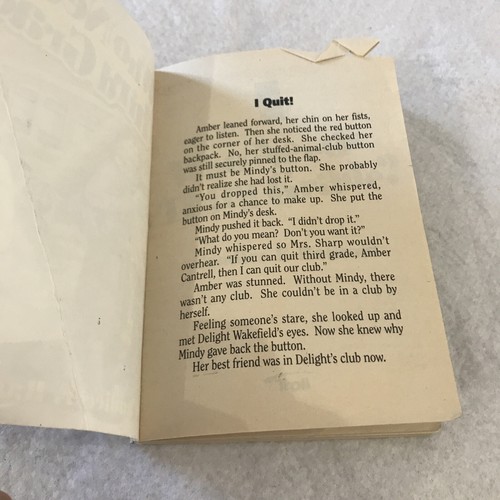 I Quit!
Amber leaned forward, her chin on her fists,
eager to listen. Then she noticed the red button
on the corner of her desk. She checked her
backpack. No, her stuffed-animal-club button
was still securely pinned to the flap.
It must be Mindy's button. She probably
didn't realize she had lost it.
"You dropped this," Amber whispered,
anxious for a chance to make up. She put the
button on Mindy's desk.
Mindy pushed it back. "I didn't drop it."
"What do you mean? Don't you want it?"
Mindy whispered so Mrs. Sharp wouldn't
overhear. "If you can quit third grade, Amber
Cantrell, then I can quit our club."
Amber was stunned. Without Mindy, there
wasn't any club. She couldn't be in a club by
herself.
Feeling someone's stare, she looked up and
met Delight Wakefield's eyes. Now she knew why
Mindy gave back the button.
Her best friend was in Delight's club now.